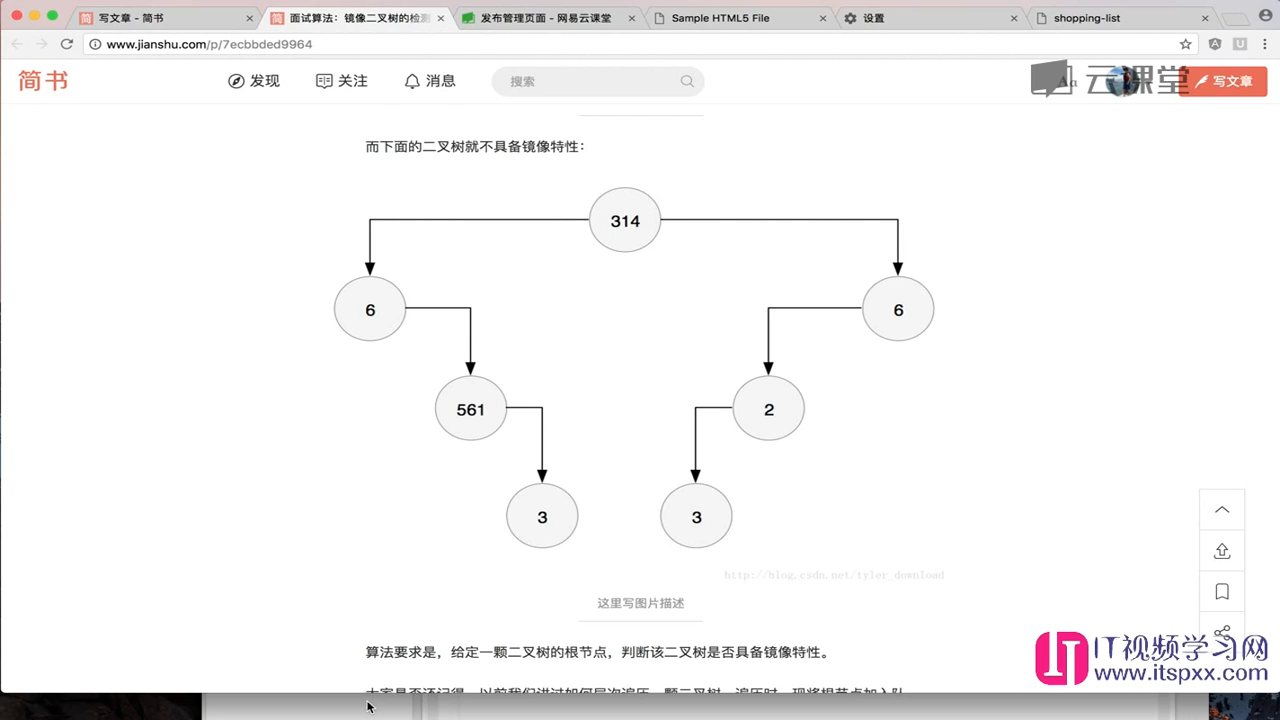 写文章 - 简书
面试算法：镜像二叉树的检测
发布管理页面 - 网易云课堂
Sample HTML5 File
设置
shopping-list
www.jianshu.com/p/7ecbbded9964
简书
发现
关注
消息
搜索
Aa
云课堂
写文章
而下面的二叉树就不具备镜像特性：
314
6
6
561
2
3
3
http://blog.csdn.net/tyler_download
这里写图片描述
算法要求是，给定一颗二叉树的根节点，判断该二叉树是否具备镜像特性。
IT视频学习网
www.itspxx.com